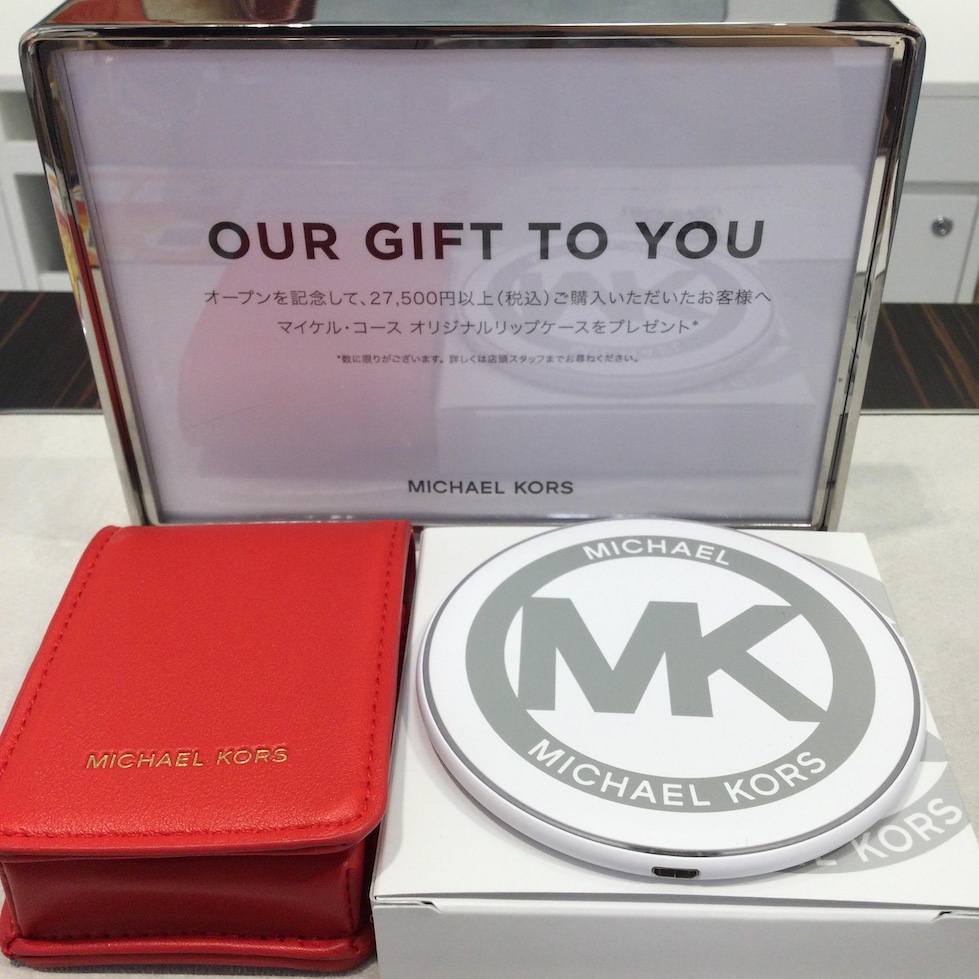 OUR GIFT TO YOU
オープンを記念して、27,500円以上(税込)ご購入いただいたお客様へ
マイケル・コース オリジナルリップケースをプレゼント*
*数に限りがございます。詳しくは店頭スタッフまでお尋ねください。
MICHAEL KORS
MICHAEL KORS
MICHAEL
MK
MICHAEL KORS
KORS